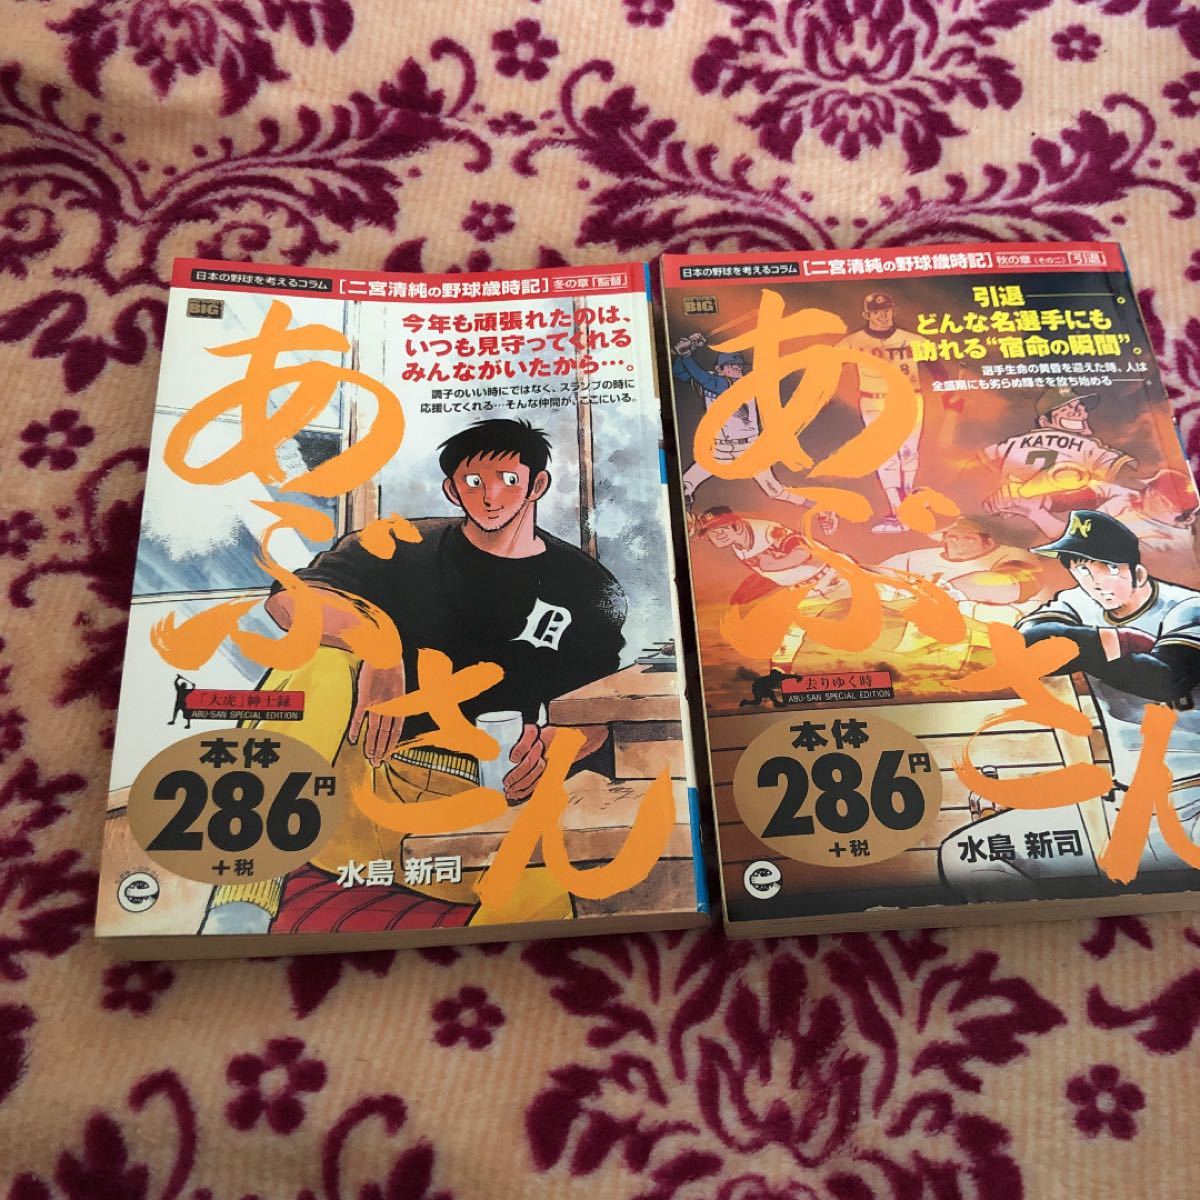 日本の野球を考えるコラム [二宮清純の野球歳時記] 冬の章「監督」
BIG
今年も頑張れたのは、
いつも見守ってくれる
みんながいたから…。
調子のいい時にではなく、スランプの時に
応援してくれる…そんな仲間が、ここにいる。
あぶさん
D
「大虎」紳士録
ABU-SAN SPECIAL EDITION
本体
286円
+税
水島 新司
e
日本の野球を考えるコラム [二宮清純の野球歳時記] 秋の章(その二)「引退」
BIG
引退――。
どんな名選手にも
訪れる“宿命の瞬間”。
選手生命の黄昏を迎えた時、人は
全盛期にも劣らぬ輝きを放ち始める――。
あぶさん
KATOH
N
去りゆく時
ABU-SAN SPECIAL EDITION
本体
286円
+税
水島 新司
e